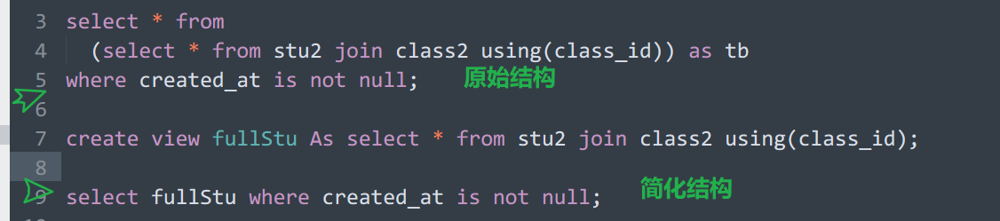 3 select * from
4 (select * from stu2 join class2 using(class_id)) as tb
5 where created_at is not null; 原始结构
6
7 create view fullStu As select * from stu2 join class2 using(class_id);
8
9 select fullStu where created_at is not null; 简化结构